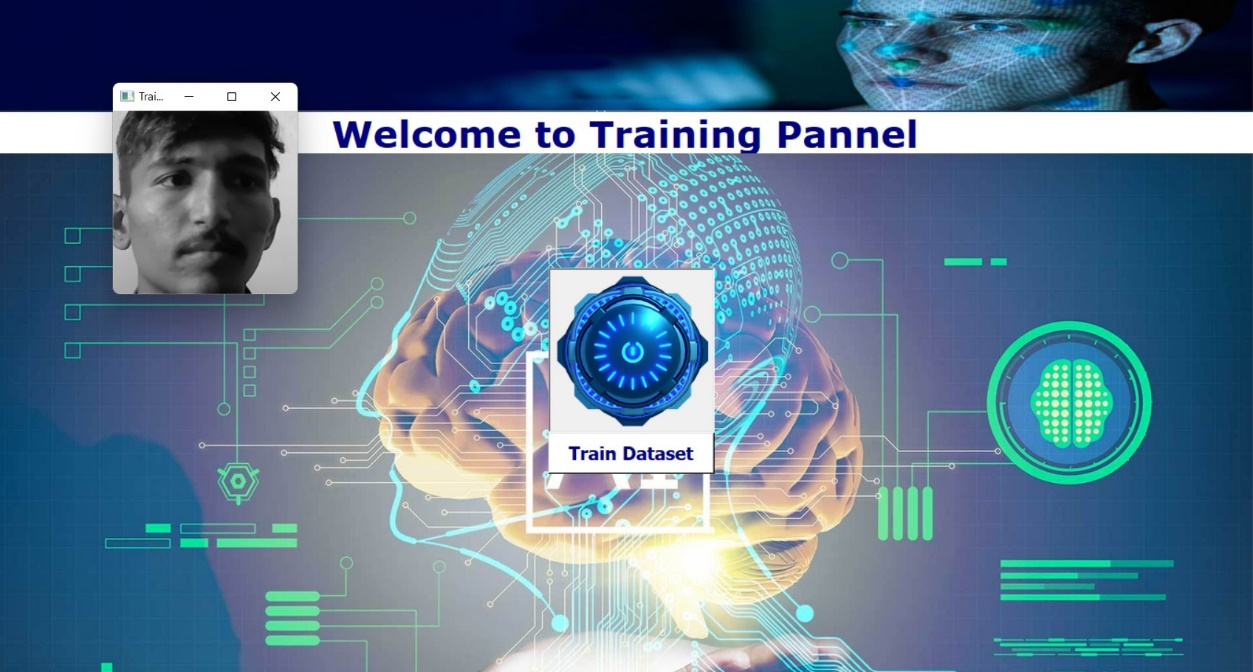 Trai...
Welcome to Training Pannel
Train Dataset